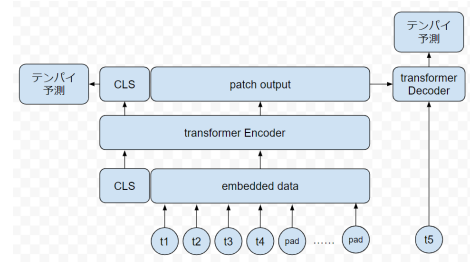 テンパイ
予測
テンパイ
予測
CLS
patch output
transformer
Decoder
transformer Encoder
CLS
embedded data
t1
t2
t3
t4
pad
......
pad
t5